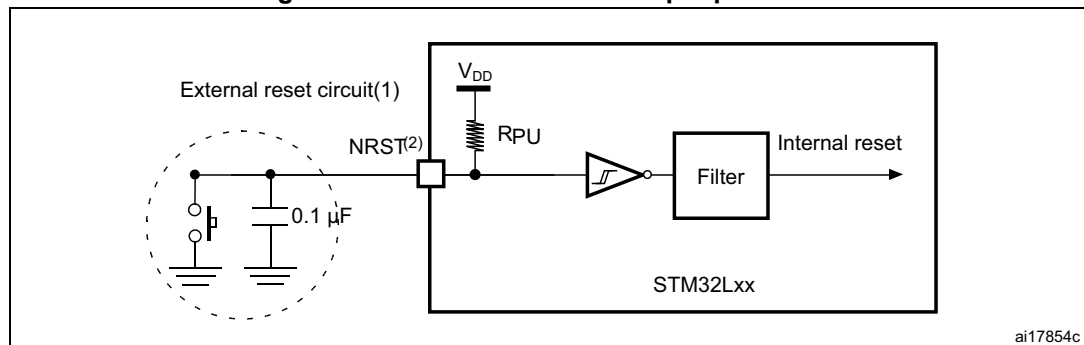 VDD
External reset circuit(1)
NRST(2)
RPU
Internal reset
Filter
0.1 µF
STM32Lxx
ai17854c